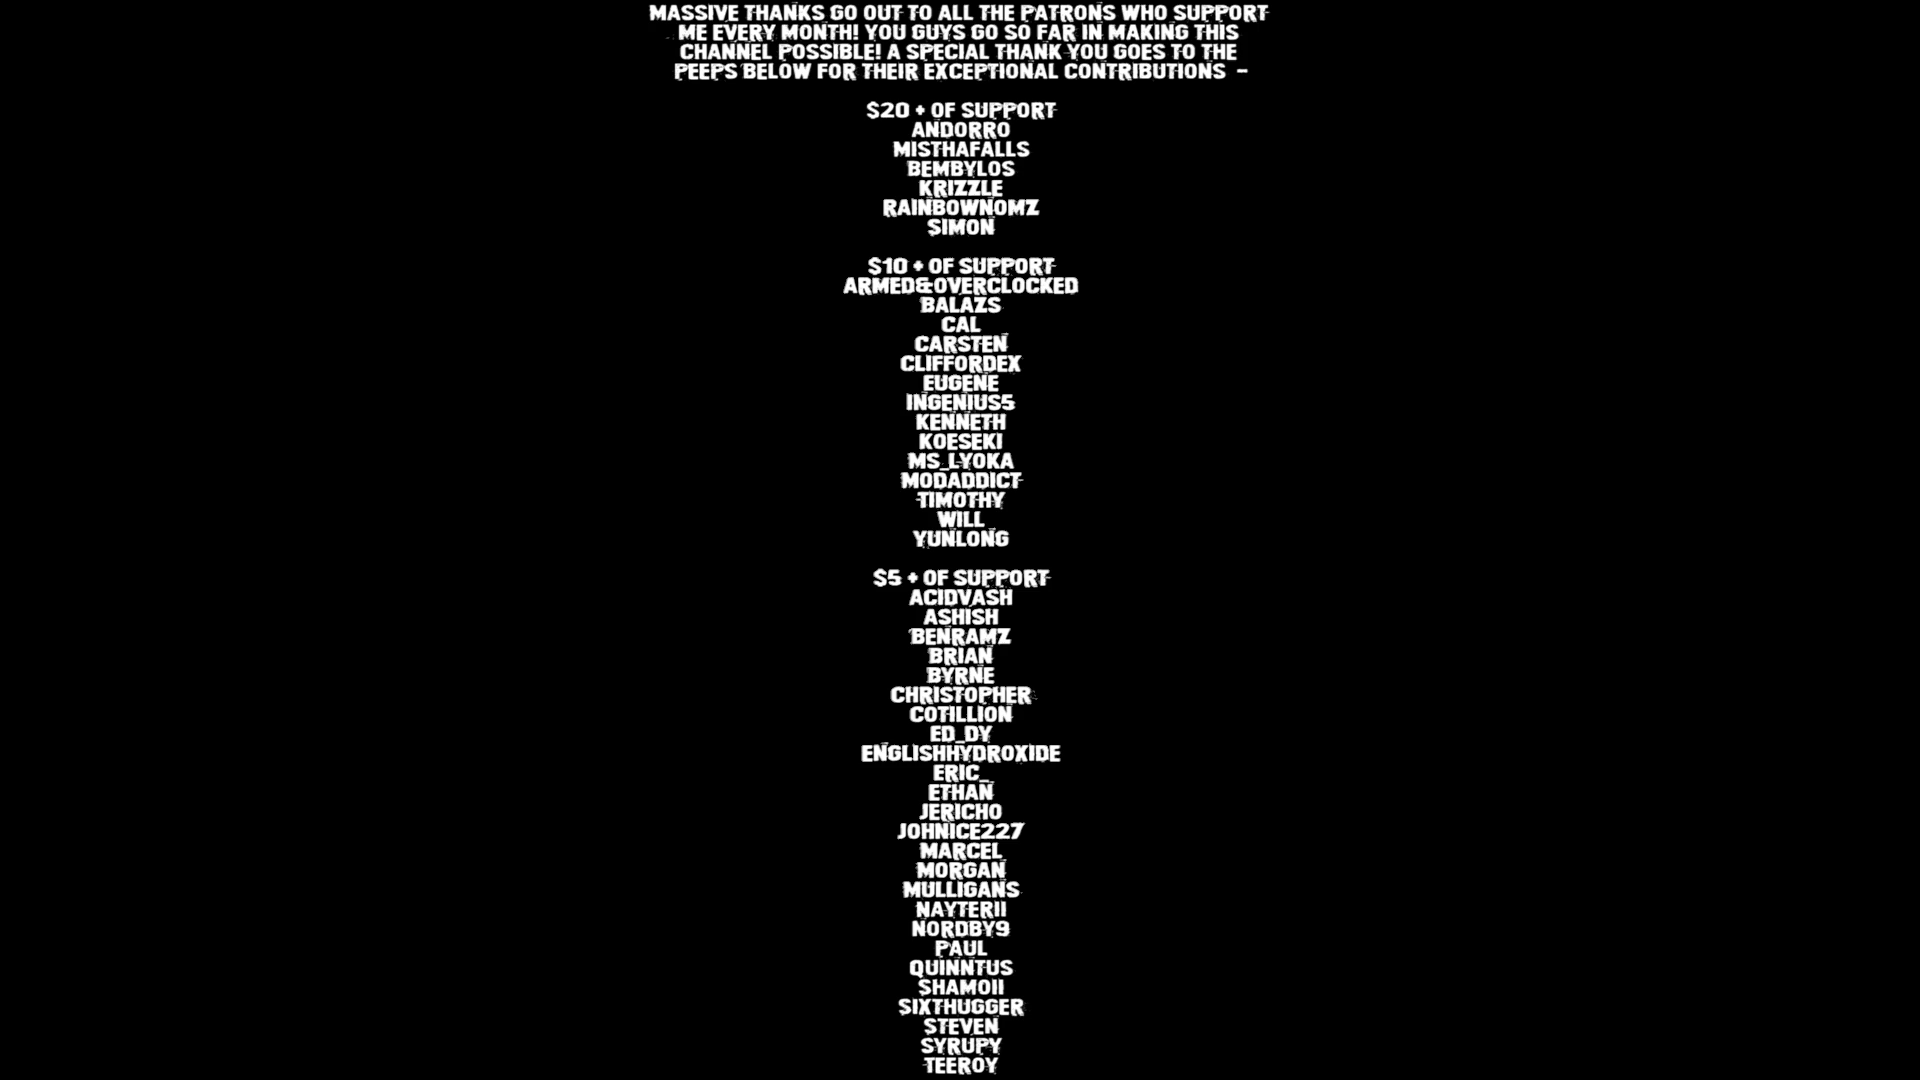 MASSIVE THANKS GO OUT TO ALL THE PATRONS WHO SUPPORT
ME EVERY MONTH! YOU GUYS GO SO FAR IN MAKING THIS
CHANNEL POSSIBLE! A SPECIAL THANK YOU GOES TO THE
PEEPS BELOW FOR THEIR EXCEPTIONAL CONTRIBUTIONS -
$20 + OF SUPPORT
ANDORRO
MISTHAFALLS
BEMBYLOS
KRIZZLE
RAINBOWNOMZ
SIMON
$10 + OF SUPPORT
ARMED&OVERCLOCKED
BALAZS
CAL
CARSTEN
CLIFFORDEX
EUGENE
INGENIUS5
KENNETH
KOESEKI
MS_LYOKA
MODADDICT
TIMOTHY
WILL
YUNLONG
$5 + OF SUPPORT
ACIDVASH
ASHISH
BENRAMZ
BRIAN
BYRNE
CHRISTOPHER
COTILLION
ED_DY
ENGLISHHYDROXIDE
ERIC_
ETHAN
JERICHO
JOHNICE227
MARCEL
MORGAN
MULLIGANS
NAYTERII
NORDBY9
PAUL
QUINNTUS
SHAMOII
SIXTHUGGER
STEVEN
SYRUPY
TEEROY